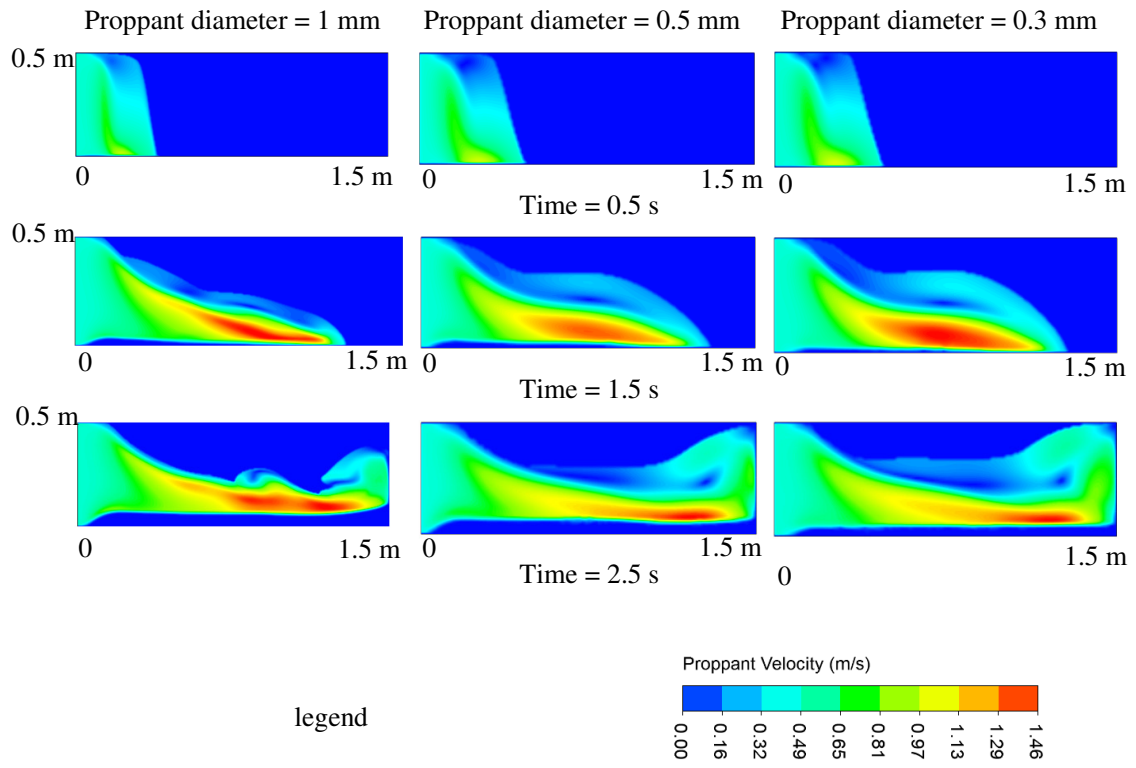 Proppant diameter = 1 mm Proppant diameter = 0.5 mm Proppant diameter = 0.3 mm
0.5 m
0 1.5 m 0 1.5 m 0 1.5 m
Time = 0.5 s
0.5 m
0 1.5 m 0 1.5 m 0 1.5 m
Time = 1.5 s
0.5 m
0 1.5 m 0 1.5 m 0 1.5 m
Time = 2.5 s
Proppant Velocity (m/s)
legend
0.00 0.16 0.32 0.49 0.65 0.81 0.97 1.13 1.29 1.46